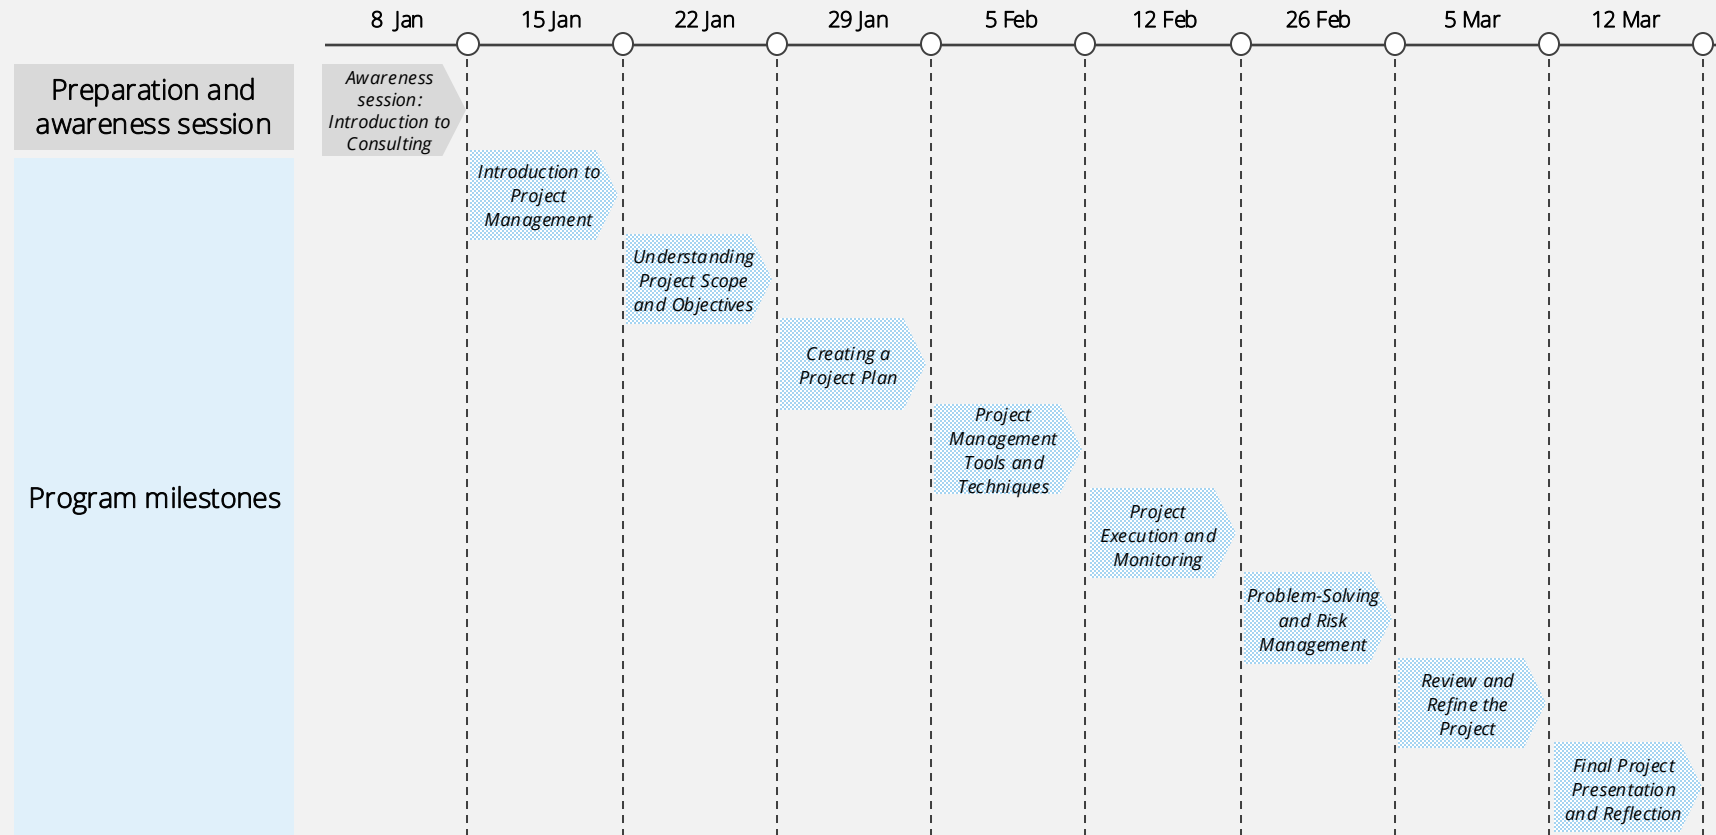 8 Jan
15 Jan
22 Jan
29 Jan
5 Feb
12 Feb
26 Feb
5 Mar
12 Mar
Preparation and
awareness session
Awareness
session:
Introduction to
Consulting
Introduction to
Project
Management
Understanding
Project Scope
and Objectives
Creating a
Project Plan
Project
Management
Tools and
Techniques
Program milestones
Project
Execution and
Monitoring
Problem-Solving
and Risk
Management
Review and
Refine the
Project
Final Project
Presentation
and Reflection